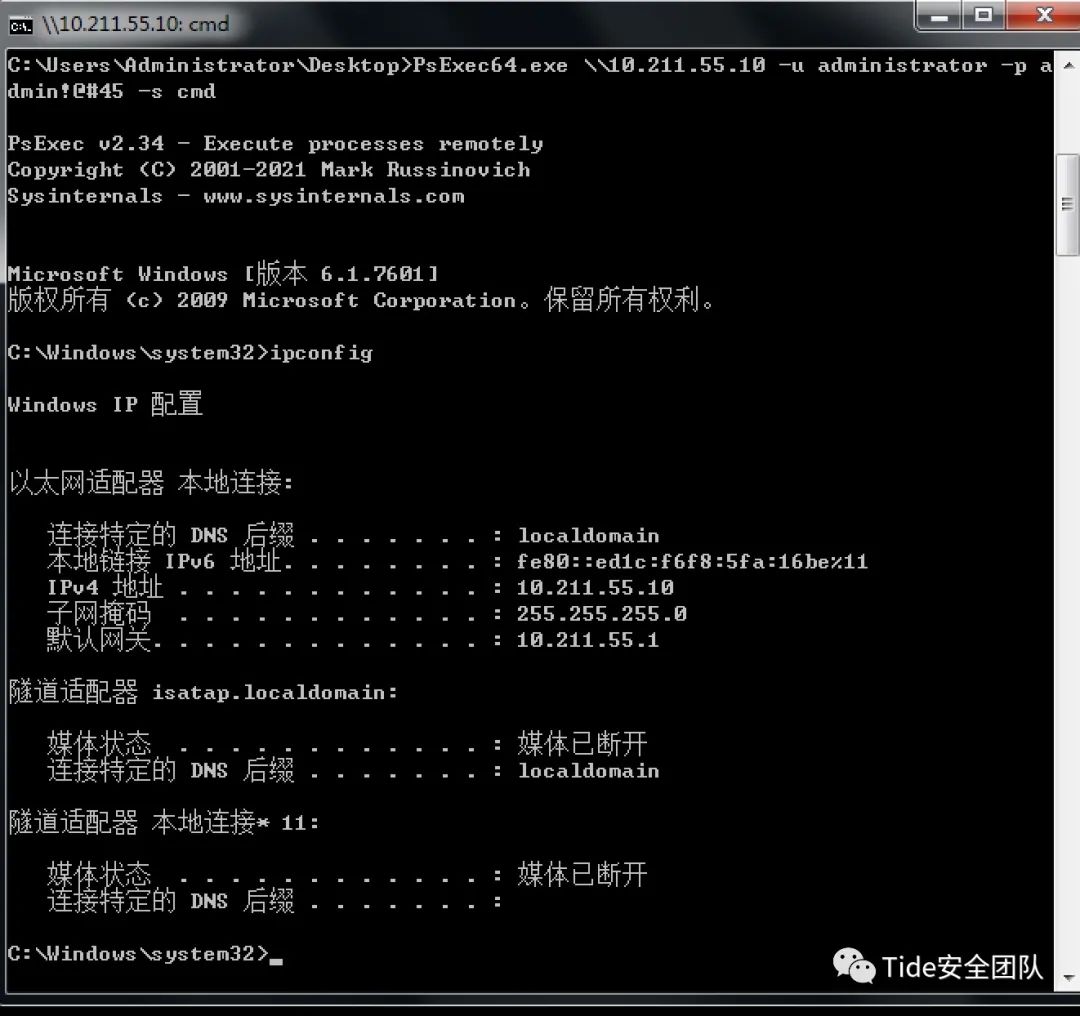 \\10.211.55.10: cmd
C:\Users\Administrator\Desktop>PsExec64.exe \\10.211.55.10 -u administrator -p a
dmin!@#45 -s cmd
PsExec v2.34 - Execute processes remotely
Copyright (C) 2001-2021 Mark Russinovich
Sysinternals - www.sysinternals.com
Microsoft Windows [版本 6.1.7601]
版权所有 (c) 2009 Microsoft Corporation。保留所有权利。
C:\Windows\system32>ipconfig
Windows IP 配置
以太网适配器 本地连接:
连接特定的 DNS 后缀 . . . . . . . : localdomain
本地链接 IPv6 地址. . . . . . . . : fe80::ed1c:f6f8:5fa:16be%11
IPv4 地址 . . . . . . . . . . . . : 10.211.55.10
子网掩码  . . . . . . . . . . . . : 255.255.255.0
默认网关. . . . . . . . . . . . . : 10.211.55.1
隧道适配器 isatap.localdomain:
媒体状态  . . . . . . . . . . . . : 媒体已断开
连接特定的 DNS 后缀 . . . . . . . : localdomain
隧道适配器 本地连接* 11:
媒体状态  . . . . . . . . . . . . : 媒体已断开
连接特定的 DNS 后缀 . . . . . . . :
C:\Windows\system32>_
Tide安全团队